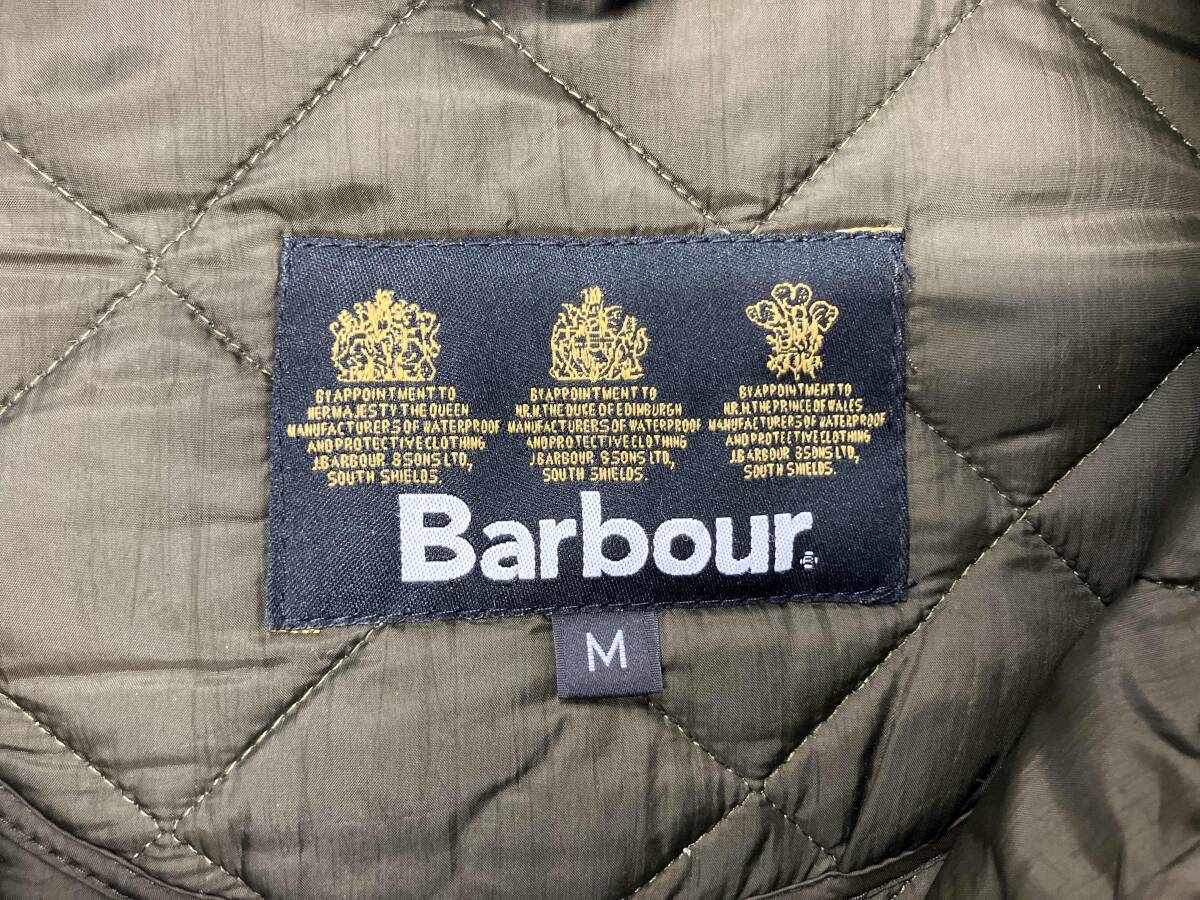 BY APPOINTMENT TO
HER MAJESTY THE QUEEN
MANUFACTURERS OF WATERPROOF
AND PROTECTIVE CLOTHING
J.BARBOUR & SONS LTD,
SOUTH SHIELDS.
BY APPOINTMENT TO
H.R.H. THE DUKE OF EDINBURGH
MANUFACTURERS OF WATERPROOF
AND PROTECTIVE CLOTHING
J.BARBOUR & SONS LTD,
SOUTH SHIELDS.
BY APPOINTMENT TO
H.R.H. THE PRINCE OF WALES
MANUFACTURERS OF WATERPROOF
AND PROTECTIVE CLOTHING
J.BARBOUR & SONS LTD,
SOUTH SHIELDS.
Barbour
M